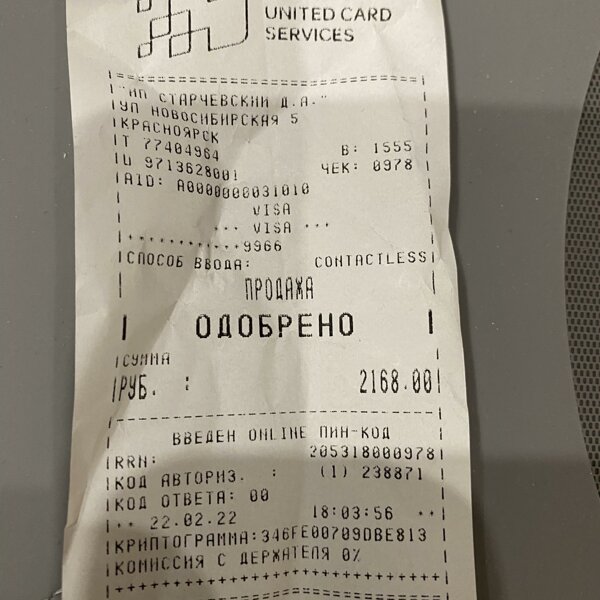 UNITED CARD
SERVICES
"ИП СТАРЧЕВСКИЙ Д.А."
УЛ НОВОСИБИРСКАЯ 5
КРАСНОЯРСК
Т 77404964 В: 1555
U 9713628001 ЧЕК: 0978
AID: A0000000031010
VISA
*** VISA ***
************9966
СПОСОБ ВВОДА: CONTACTLESS
ПРОДАЖА
ОДОБРЕНО
СУММА
РУБ. : 2168.00
ВВЕДЕН ONLINE ПИН-КОД
RRN: 205318000978
КОД АВТОРИЗ. : (1) 238871
КОД ОТВЕТА: 00
** 22.02.22 18:03:56 **
КРИПТОГРАММА:346FE00709DBE813
КОМИССИЯ С ДЕРЖАТЕЛЯ 0%